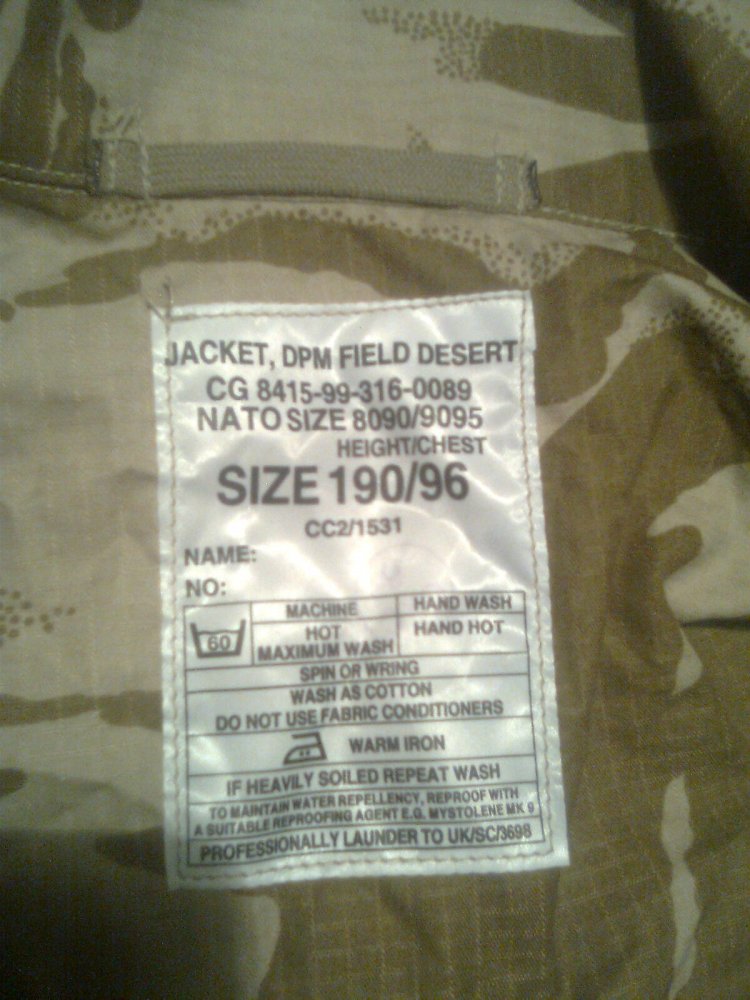 JACKET, DPM FIELD DESERT
CG 8415-99-316-0089
NATO SIZE 8090/9095
HEIGHT/CHEST
SIZE 190/96
CC2/1531
NAME:
NO:
60
MACHINE
HAND WASH
HOT
MAXIMUM WASH
HAND HOT
SPIN OR WRING
WASH AS COTTON
DO NOT USE FABRIC CONDITIONERS
WARM IRON
IF HEAVILY SOILED REPEAT WASH
TO MAINTAIN WATER REPELLENCY, REPROOF WITH
A SUITABLE REPROOFING AGENT E.G. MYSTOLENE MK 9
PROFESSIONALLY LAUNDER TO UK/SC/3698